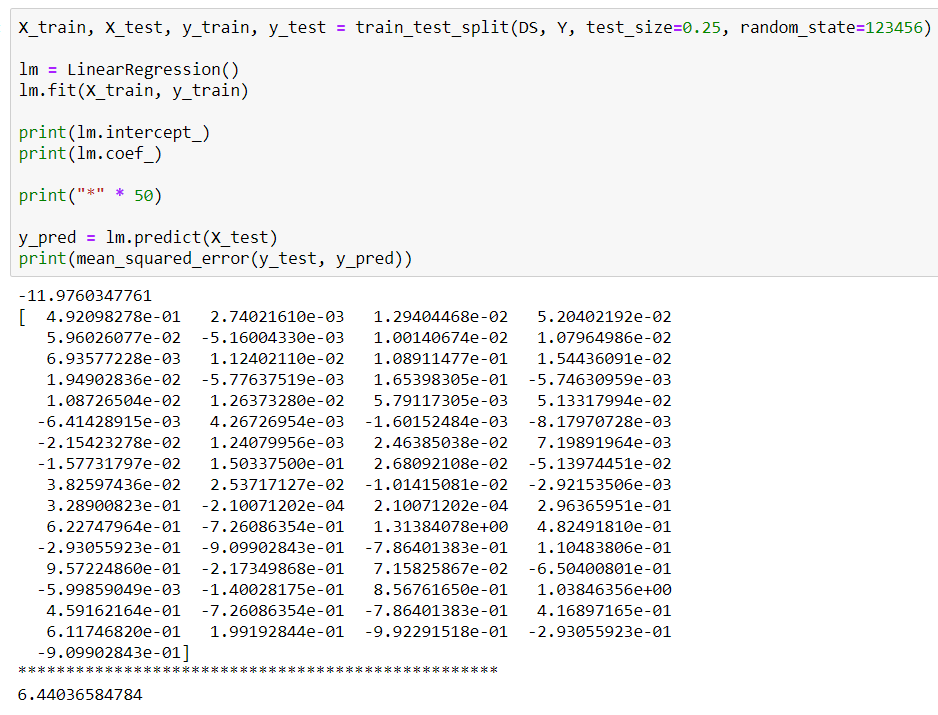 X_train, X_test, y_train, y_test = train_test_split(DS, Y, test_size=0.25, random_state=123456)
lm = LinearRegression()
lm.fit(X_train, y_train)
print(lm.intercept_)
print(lm.coef_)
print("*" * 50)
y_pred = lm.predict(X_test)
print(mean_squared_error(y_test, y_pred))
-11.9760347761
[ 4.92098278e-01 2.74021610e-03 1.29404468e-02 5.20402192e-02
5.96026077e-02 -5.16004330e-03 1.00140674e-02 1.07964986e-02
6.93577228e-03 1.12402110e-02 1.08911477e-01 1.54436091e-02
1.94902836e-02 -5.77637519e-03 1.65398305e-01 -5.74630959e-03
1.08726504e-02 1.26373280e-02 5.79117305e-03 5.13317994e-02
-6.41428915e-03 4.26726954e-03 -1.60152484e-03 -8.17970728e-03
-2.15423278e-02 1.24079956e-03 2.46385038e-02 7.19891964e-03
-1.57731797e-02 1.50337500e-01 2.68092108e-02 -5.13974451e-02
3.82597436e-02 2.53717127e-02 -1.01415081e-02 -2.92153506e-03
3.28900823e-01 -2.10071202e-04 2.10071202e-04 2.96365951e-01
6.22747964e-01 -7.26086354e-01 1.31384078e+00 4.82491810e-01
-2.93055923e-01 -9.09902843e-01 -7.86401383e-01 1.10483806e-01
9.57224860e-01 -2.17349868e-01 7.15825867e-02 -6.50400801e-01
-5.99859049e-03 -1.40028175e-01 8.56761650e-01 1.03846356e+00
4.59162164e-01 -7.26086354e-01 -7.86401383e-01 4.16897165e-01
6.11746820e-01 1.99192844e-01 -9.92291518e-01 -2.93055923e-01
-9.09902843e-01]
**************************************************
6.44036584784